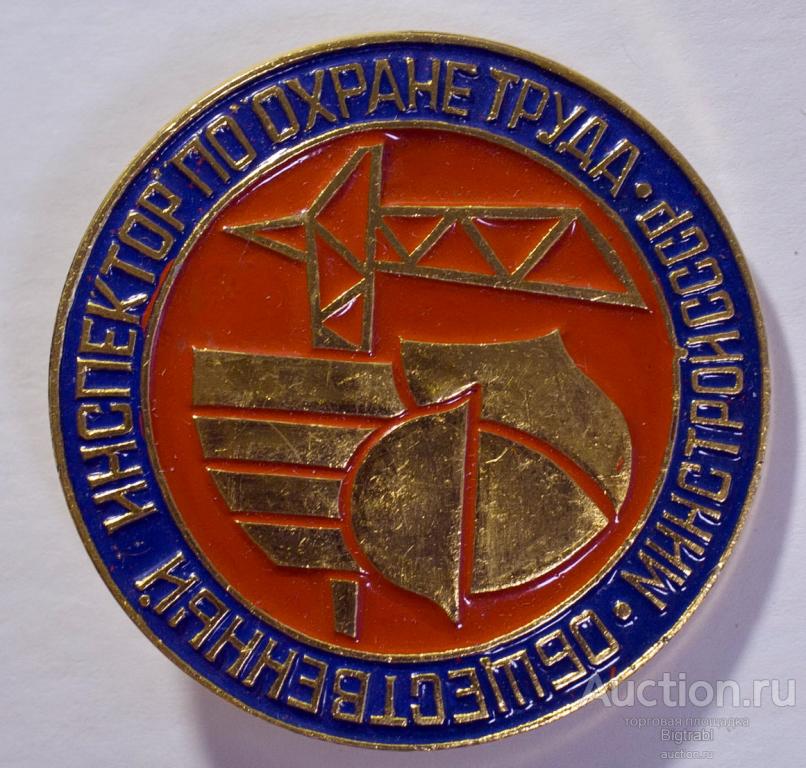 ОБЩЕСТВЕННЫЙ ИНСПЕКТОР ПО ОХРАНЕ ТРУДА
• МИНСТРОЙ СССР •
Auction.ru
торговая площадка
Bigtrabl
auction.ru